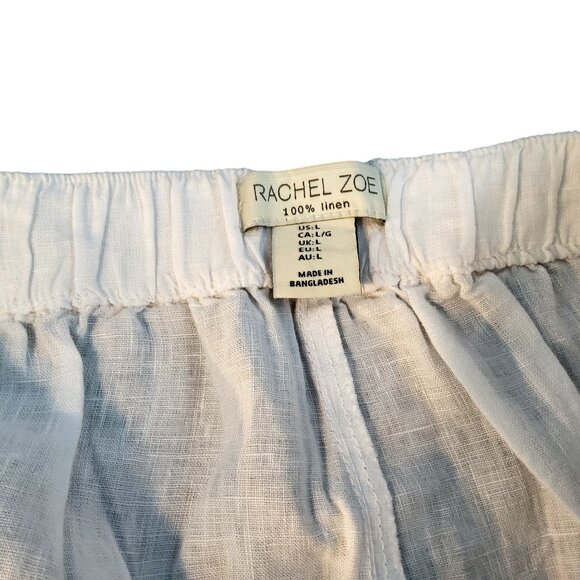 RACHEL ZOE
100% linen
US:L
CA:L/G
UK:L
EU:L
AU:L
MADE IN
BANGLADESH